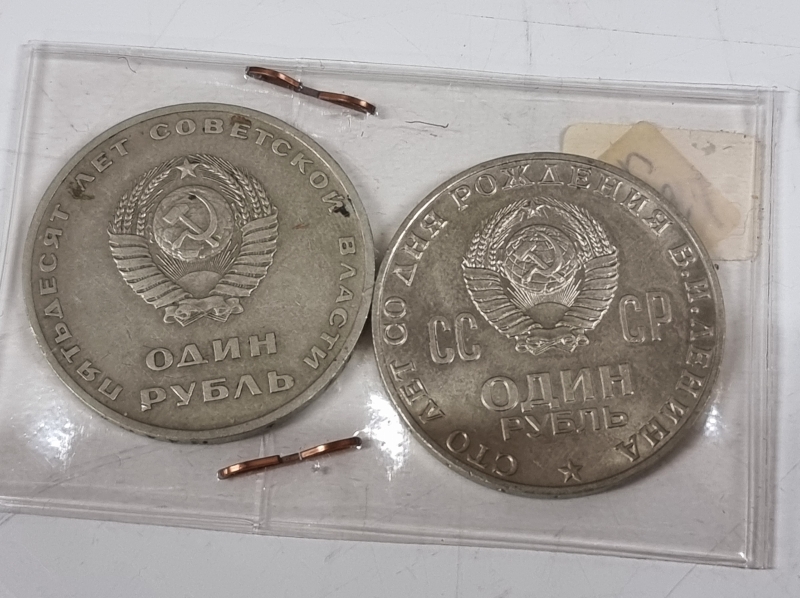 ПЯТЬДЕСЯТ ЛЕТ СОВЕТСКОЙ ВЛАСТИ
ОДИН
РУБЛЬ
СТО ЛЕТ СО ДНЯ РОЖДЕНИЯ В.И.ЛЕНИНА
СС СР
ОДИН
РУБЛЬ